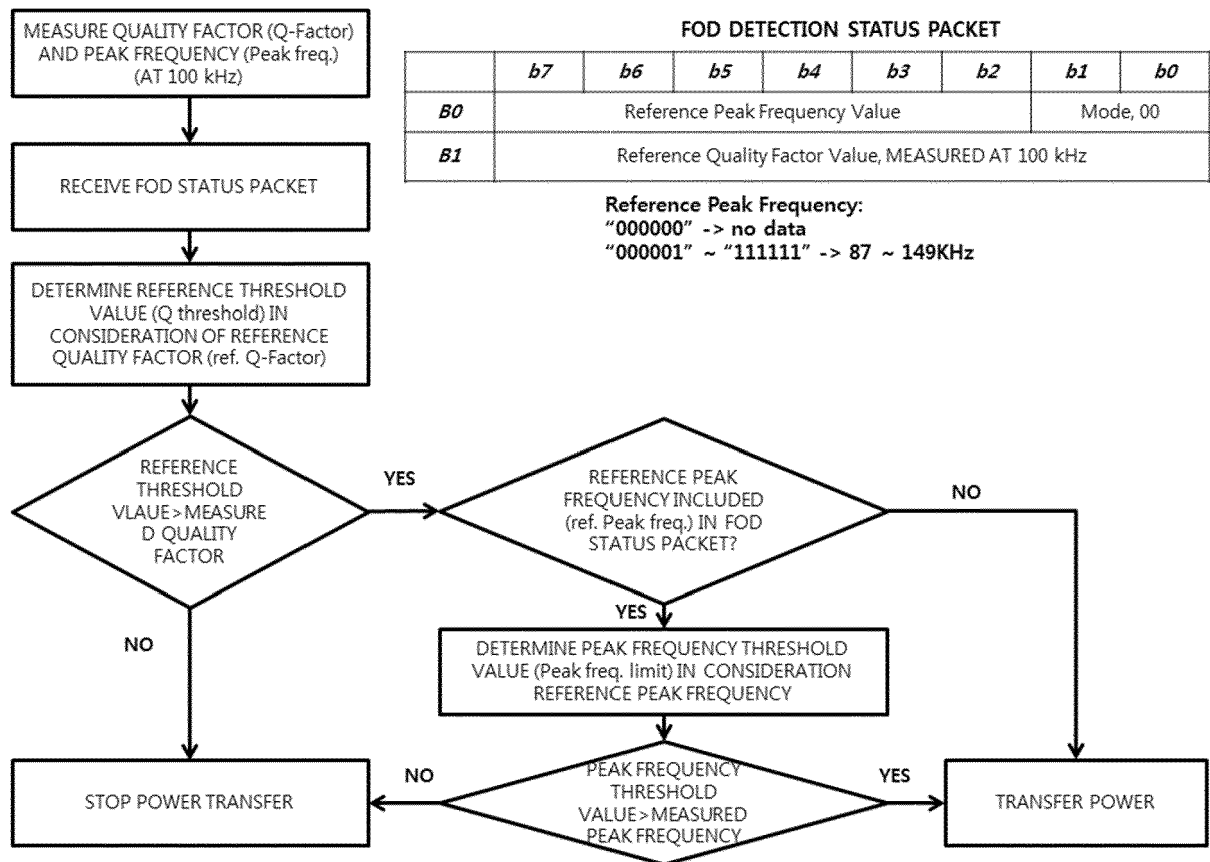 MEASURE QUALITY FACTOR (Q-Factor)
AND PEAK FREQUENCY (Peak freq.)
(AT 100 kHz)
RECEIVE FOD STATUS PACKET
DETERMINE REFERENCE THRESHOLD
VALUE (Q threshold) IN
CONSIDERATION OF REFERENCE
QUALITY FACTOR (ref. Q-Factor)
REFERENCE
THRESHOLD
VLAUE>MEASURE
D QUALITY
FACTOR
YES
NO
REFERENCE PEAK
FREQUENCY INCLUDED
(ref. Peak freq.) IN FOD
STATUS PACKET?
NO
YES
DETERMINE PEAK FREQUENCY THRESHOLD
VALUE (Peak freq. limit) IN CONSIDERATION
REFERENCE PEAK FREQUENCY
PEAK FREQUENCY
THRESHOLD
VALUE>MEASURED
PEAK FREQUENCY
NO
YES
STOP POWER TRANSFER
TRANSFER POWER
FOD DETECTION STATUS PACKET
b7 b6 b5 b4 b3 b2 b1 b0
B0 Reference Peak Frequency Value Mode, 00
B1 Reference Quality Factor Value, MEASURED AT 100 kHz
Reference Peak Frequency:
“000000” -> no data
“000001” ~ “111111” -> 87 ~ 149KHz